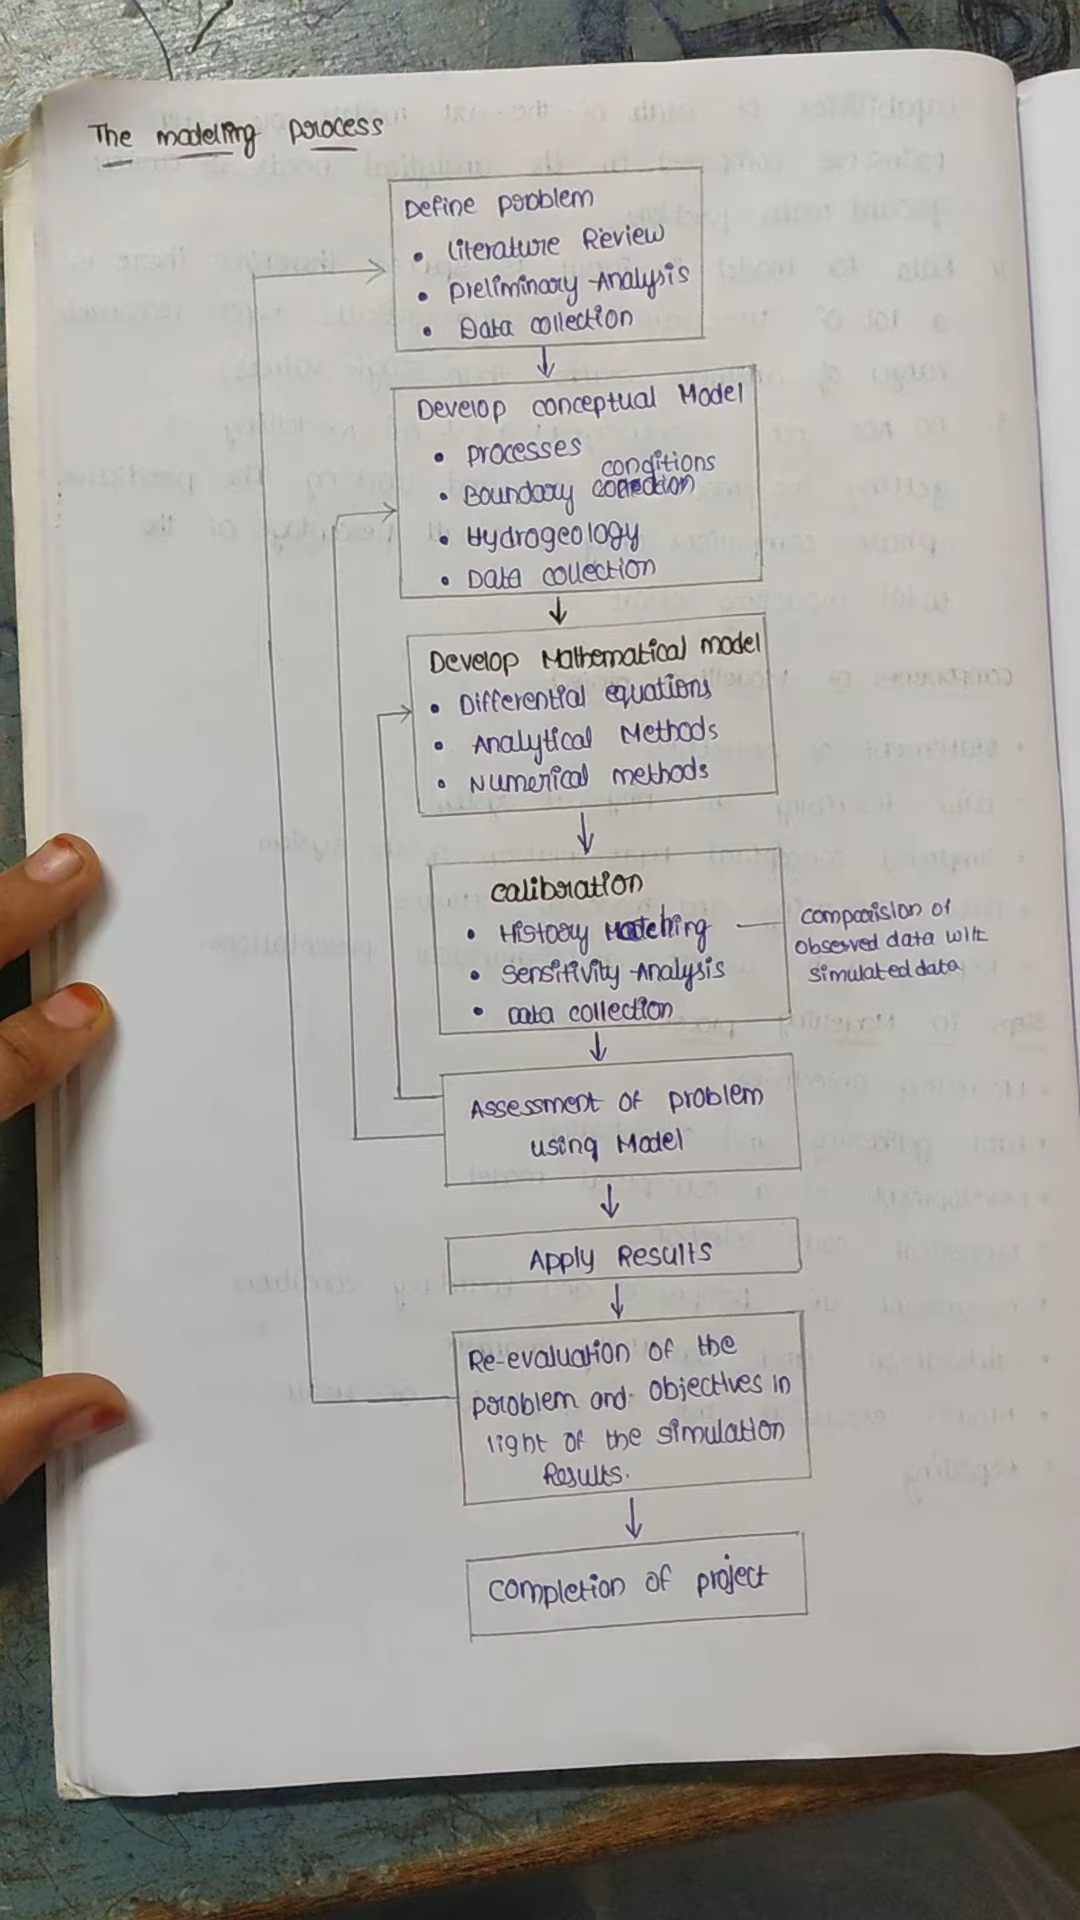 The modelling process
Define problem
• Literature Review
• Preliminary Analysis
• Data collection
Develop conceptual Model
• Processes
conditions
• Boundary
• Hydrogeology
• Data collection
Develop Mathematical model
• Differential equations
• Analytical Methods
• Numerical methods
Calibration
• History Matching
• Sensitivity Analysis
• Data collection
comparision of
observed data with
simulated data
Assessment of problem
using Model
Apply Results
Re-evaluation of the
problem and objectives in
light of the simulation
Results.
Completion of project